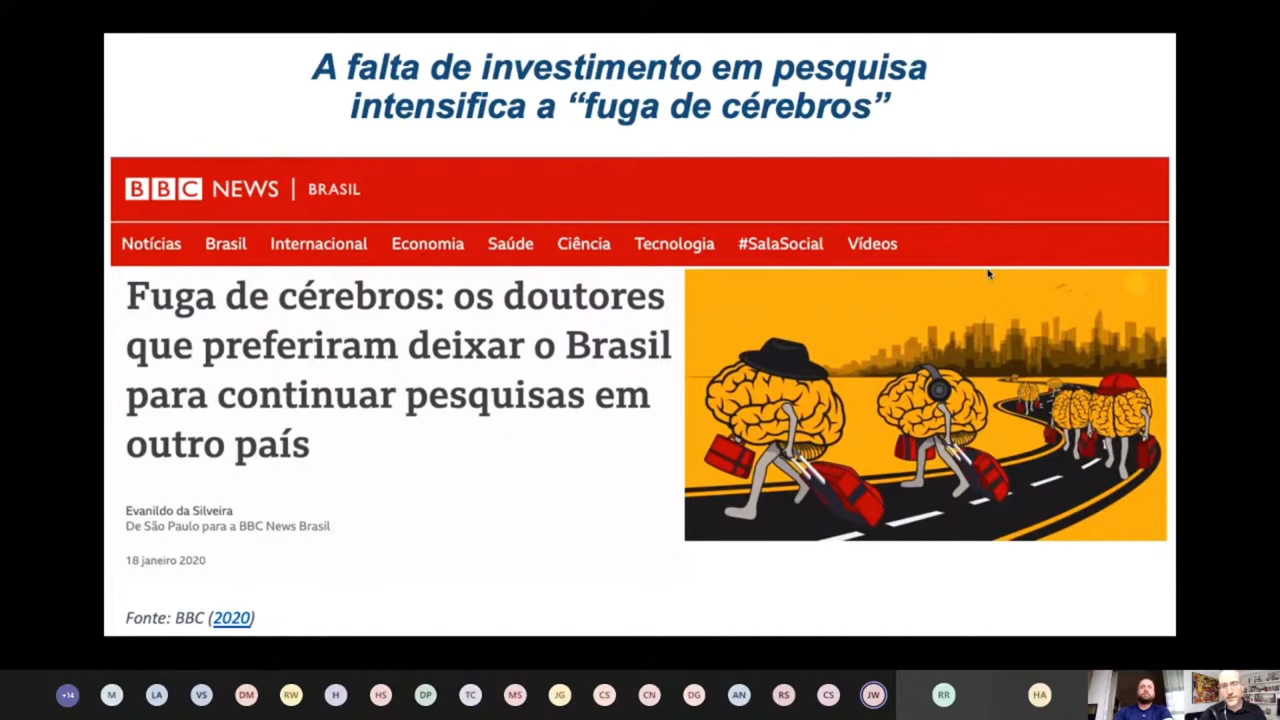 A falta de investimento em pesquisa
intensifica a “fuga de cérebros”
BBC NEWS | BRASIL
Notícias Brasil Internacional Economia Saúde Ciência Tecnologia #SalaSocial Vídeos
Fuga de cérebros: os doutores
que preferiram deixar o Brasil
para continuar pesquisas em
outro país
Evanildo da Silveira
De São Paulo para a BBC News Brasil
18 janeiro 2020
Fonte: BBC (2020)
+14 M LA VS DM RW H HS DP TC MS JG CS CN DG AN RS CS JW RR HA